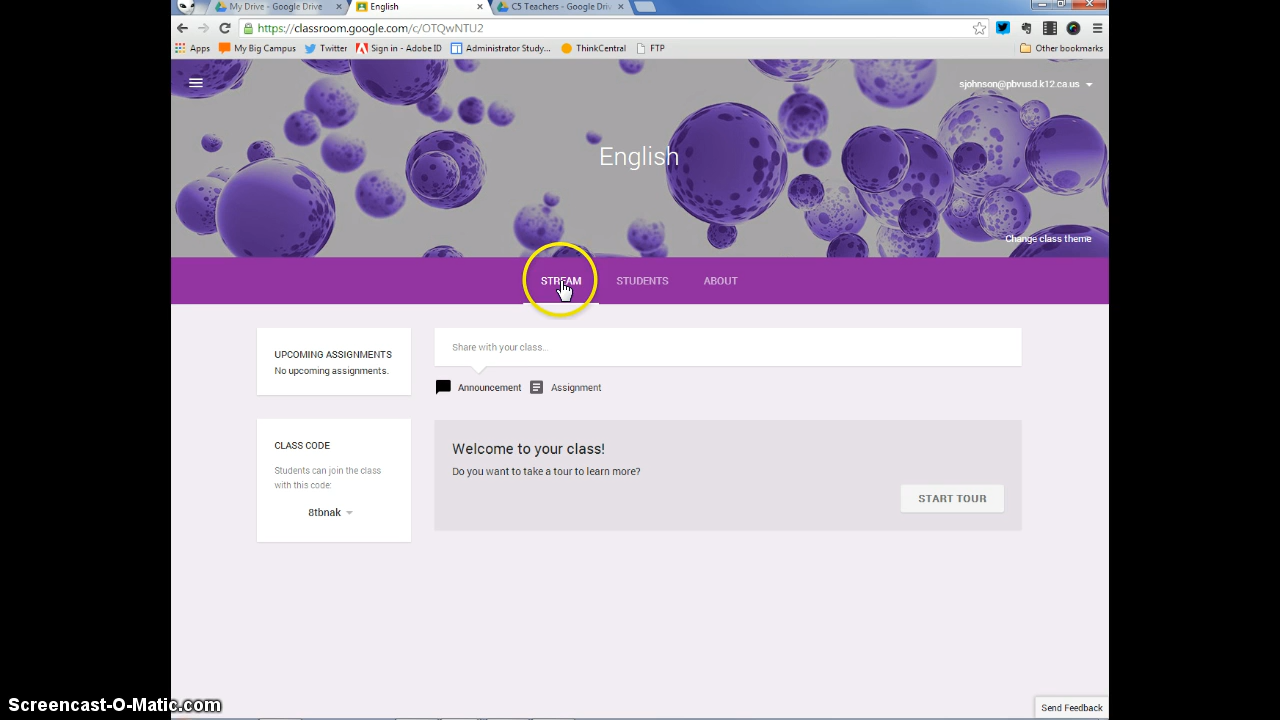 My Drive - Google Drive
English
C5 Teachers - Google Driv
https://classroom.google.com/c/OTQwNTU2
Apps My Big Campus Twitter Sign in - Adobe ID Administrator Study... ThinkCentral FTP Other bookmarks
sjohnson@pbvusd.k12.ca.us
English
Change class theme
STREAM STUDENTS ABOUT
UPCOMING ASSIGNMENTS
No upcoming assignments.
Share with your class...
Announcement Assignment
CLASS CODE
Students can join the class
with this code:
8tbnak
Welcome to your class!
Do you want to take a tour to learn more?
START TOUR
Send Feedback
Screencast-O-Matic.com